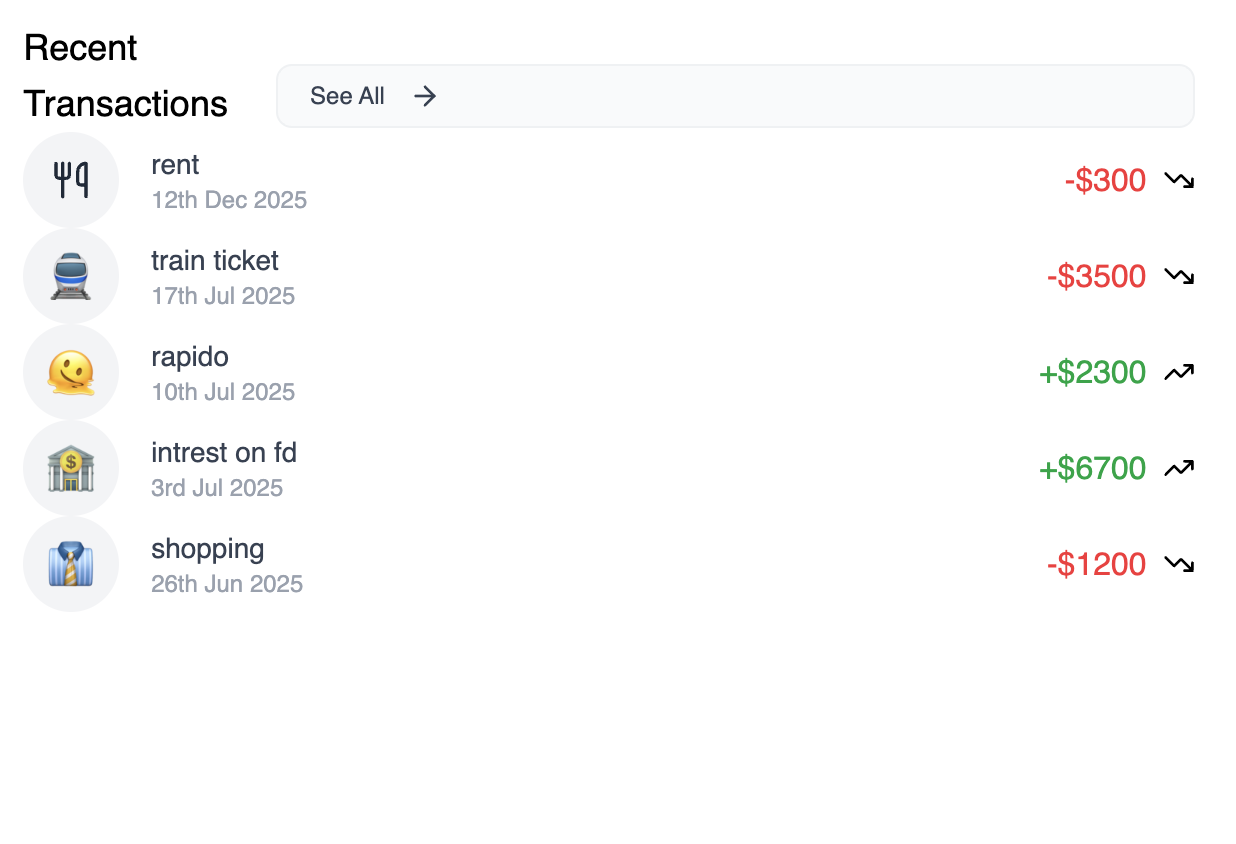 Recent
Transactions
See All
rent
12th Dec 2025
-$300
train ticket
17th Jul 2025
-$3500
rapido
10th Jul 2025
+$2300
intrest on fd
3rd Jul 2025
+$6700
shopping
26th Jun 2025
-$1200